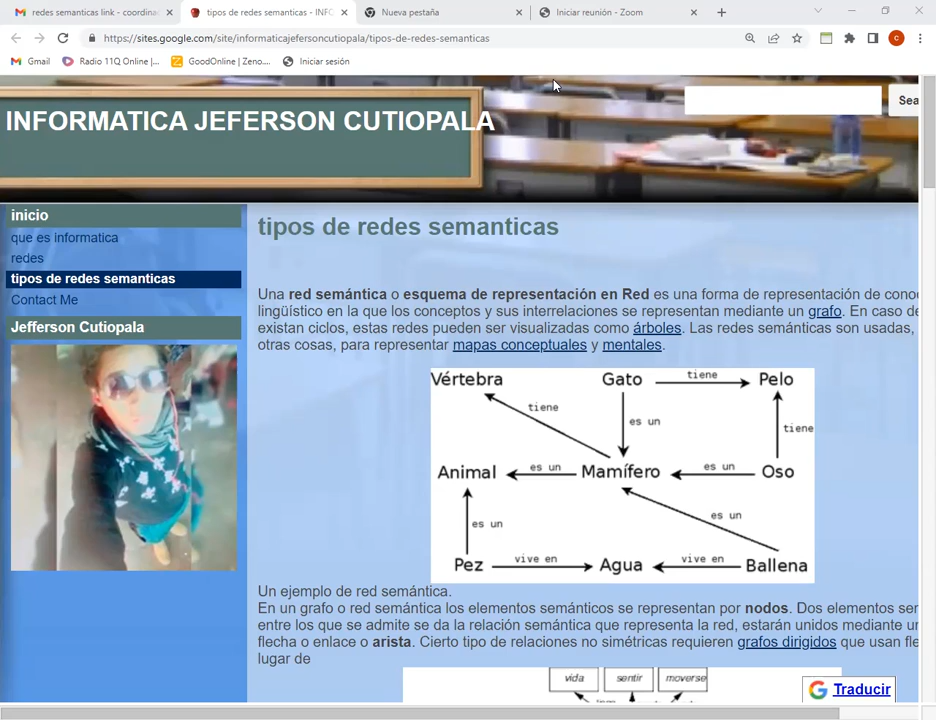 redes semanticas link - coordina
tipos de redes semanticas - INFO
Nueva pestaña
Iniciar reunión - Zoom
https://sites.google.com/site/informaticajefersoncutiopala/tipos-de-redes-semanticas
Gmail
Radio 11Q Online |...
GoodOnline | Zeno....
Iniciar sesión
INFORMATICA JEFERSON CUTIOPALA
Sea
inicio
que es informatica
redes
tipos de redes semanticas
Contact Me
Jefferson Cutiopala
tipos de redes semanticas
Una red semántica o esquema de representación en Red es una forma de representación de cono
lingüístico en la que los conceptos y sus interrelaciones se representan mediante un grafo. En caso de
existan ciclos, estas redes pueden ser visualizadas como árboles. Las redes semánticas son usadas,
otras cosas, para representar mapas conceptuales y mentales.
Vértebra Gato tiene Pelo
tiene es un tiene
Animal es un Mamífero es un Oso
es un es un
Pez vive en Agua vive en Ballena
Un ejemplo de red semántica.
En un grafo o red semántica los elementos semánticos se representan por nodos. Dos elementos ser
entre los que se admite se da la relación semántica que representa la red, estarán unidos mediante un
flecha o enlace o arista. Cierto tipo de relaciones no simétricas requieren grafos dirigidos que usan fle
lugar de
vida sentir moverse
Traducir